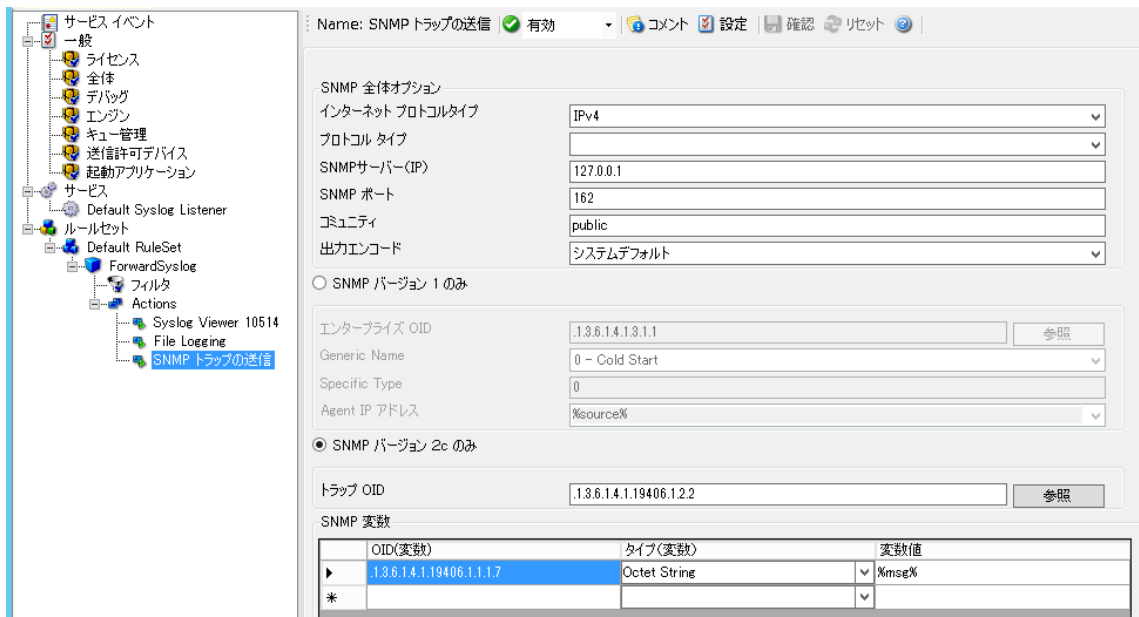 サービス イベント
一般
ライセンス
全体
デバッグ
エンジン
キュー管理
送信許可デバイス
起動アプリケーション
サービス
Default Syslog Listener
ルールセット
Default RuleSet
ForwardSyslog
フィルタ
Actions
Syslog Viewer 10514
File Logging
SNMP トラップの送信
Name: SNMP トラップの送信 有効 コメント 設定 確認 リセット
SNMP 全体オプション
インターネット プロトコルタイプ IPv4
プロトコル タイプ
SNMPサーバー(IP) 127.0.0.1
SNMP ポート 162
コミュニティ public
出力エンコード システムデフォルト
SNMP バージョン 1 のみ
エンタープライズ OID .1.3.6.1.4.1.3.1.1 参照
Generic Name 0 - Cold Start
Specific Type 0
Agent IP アドレス %source%
SNMP バージョン 2c のみ
トラップ OID .1.3.6.1.4.1.19406.1.2.2 参照
SNMP 変数
OID(変数) タイプ(変数) 変数値
.1.3.6.1.4.1.19406.1.1.1.7 Octet String %msg%